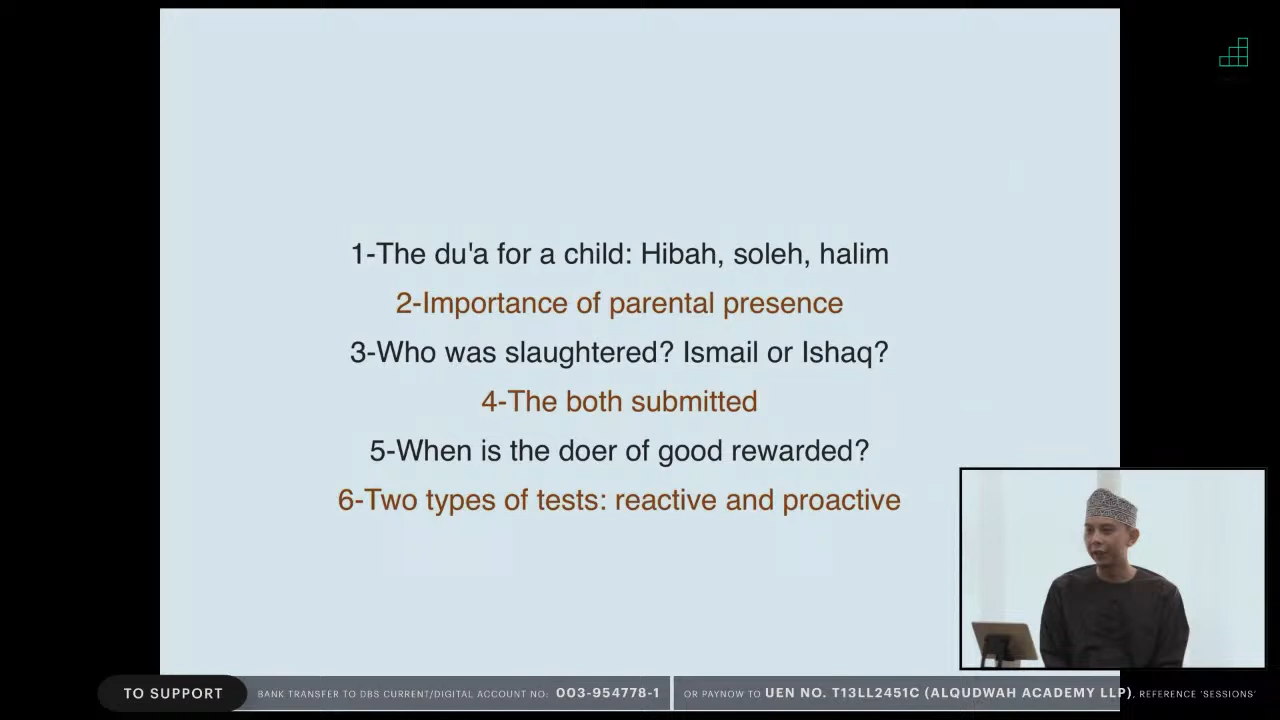 1-The du'a for a child: Hibah, soleh, halim
2-Importance of parental presence
3-Who was slaughtered? Ismail or Ishaq?
4-The both submitted
5-When is the doer of good rewarded?
6-Two types of tests: reactive and proactive
TO SUPPORT
BANK TRANSFER TO DBS CURRENT/DIGITAL ACCOUNT NO: 003-954778-1
OR PAYNOW TO UEN NO. T13LL2451C (ALQUDWAH ACADEMY LLP), REFERENCE 'SESSIONS'